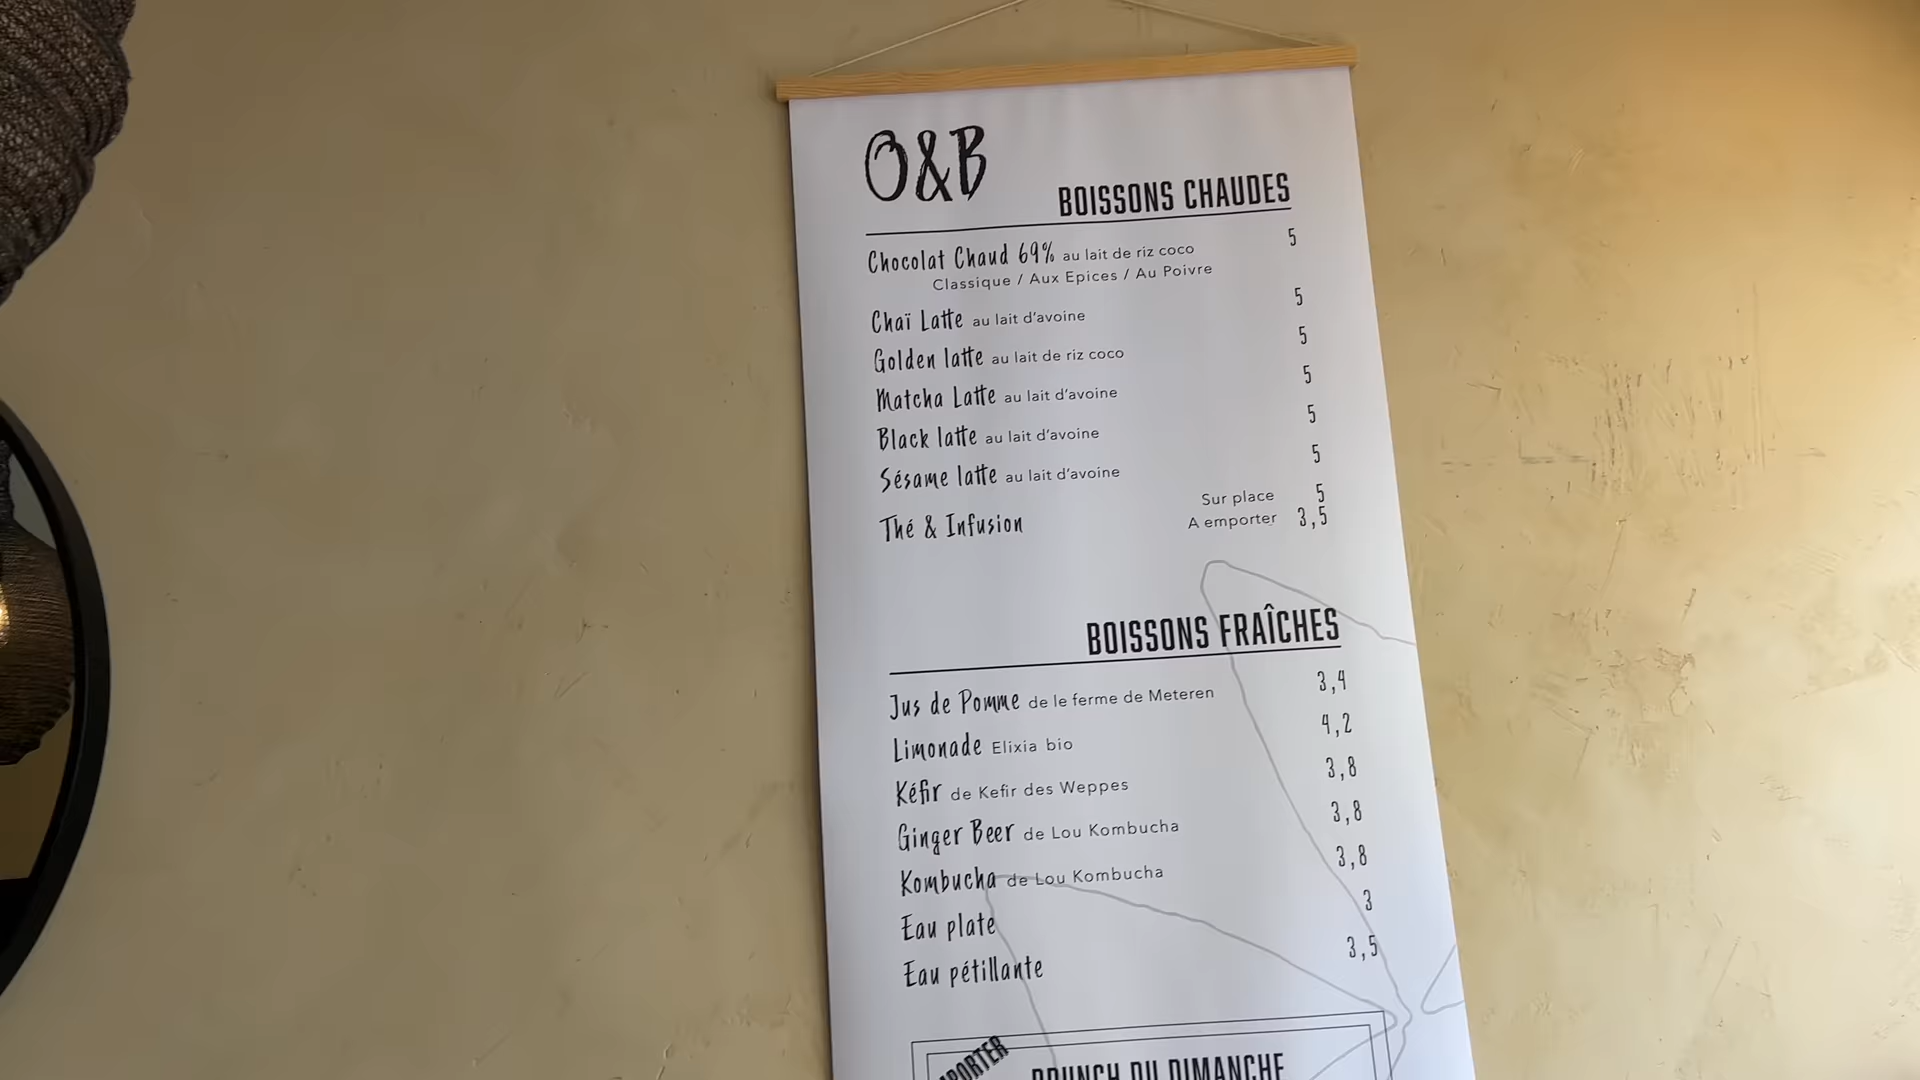 O&B
BOISSONS CHAUDES
Chocolat Chaud 69% au lait de riz coco 5
Classique / Aux Epices / Au Poivre
Chaï Latte au lait d'avoine 5
Golden latte au lait de riz coco 5
Matcha Latte au lait d'avoine 5
Black latte au lait d'avoine 5
Sésame latte au lait d'avoine 5
Sur place 5
Thé & Infusion A emporter 3,5
BOISSONS FRAÎCHES
Jus de Pomme de le ferme de Meteren 3,4
Limonade Elixia bio 4,2
Kéfir de Kefir des Weppes 3,8
Ginger Beer de Lou Kombucha 3,8
Kombucha de Lou Kombucha 3,8
Eau plate 3
Eau pétillante 3,5
BRUNCH DU DIMANCHE